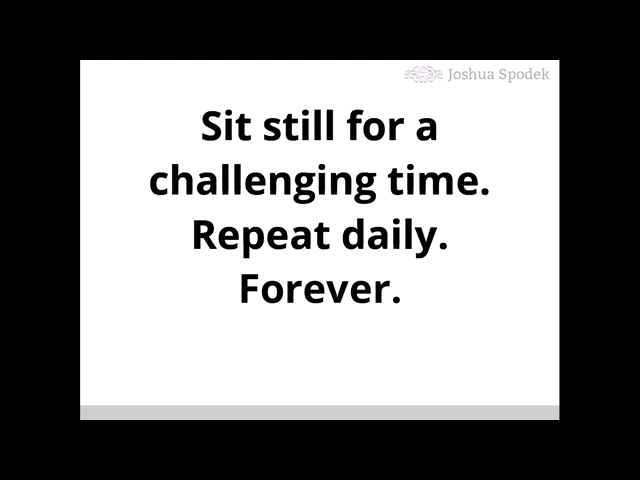 Joshua Spodek
Sit still for a
challenging time.
Repeat daily.
Forever.